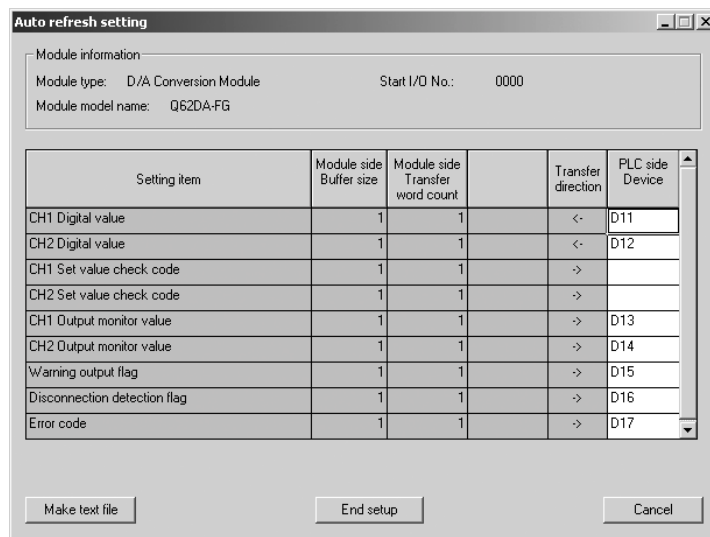 Auto refresh setting
Module information
Module type: D/A Conversion Module Start I/O No.: 0000
Module model name: Q62DA-FG
Setting item Module side Buffer size Module side Transfer word count Transfer direction PLC side Device
CH1 Digital value 1 1 <- D11
CH2 Digital value 1 1 <- D12
CH1 Set value check code 1 1 ->
CH2 Set value check code 1 1 ->
CH1 Output monitor value 1 1 -> D13
CH2 Output monitor value 1 1 -> D14
Warning output flag 1 1 -> D15
Disconnection detection flag 1 1 -> D16
Error code 1 1 -> D17
Make text file End setup Cancel